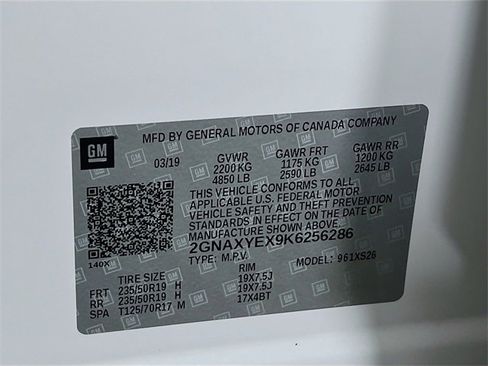 MFD BY GENERAL MOTORS OF CANADA COMPANY
GM
03/19 GVWR GAWR FRT GAWR RR
2200 KG 1175 KG 1200 KG
4850 LB 2590 LB 2645 LB
THIS VEHICLE CONFORMS TO ALL
APPLICABLE U.S. FEDERAL MOTOR
VEHICLE SAFETY AND THEFT PREVENTION
STANDARDS IN EFFECT ON THE DATE OF
MANUFACTURE SHOWN ABOVE.
2GNAXYEX9K6256286
140X TYPE: M.P.V. MODEL: 961XS26
TIRE SIZE RIM
FRT 235/50R19 H 19X7.5J
RR 235/50R19 H 19X7.5J
SPA T125/70R17 M 17X4BT